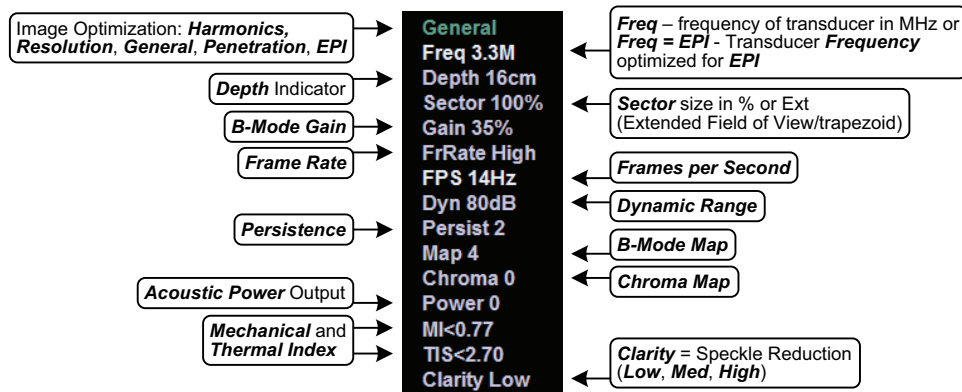 Image Optimization: Harmonics,
Resolution, General, Penetration, EPI
Depth Indicator
B-Mode Gain
Frame Rate
Persistence
Acoustic Power Output
Mechanical and
Thermal Index
General
Freq 3.3M
Depth 16cm
Sector 100%
Gain 35%
FrRate High
FPS 14Hz
Dyn 80dB
Persist 2
Map 4
Chroma 0
Power 0
MI<0.77
TIS<2.70
Clarity Low
Freq – frequency of transducer in MHz or
Freq = EPI - Transducer Frequency
optimized for EPI
Sector size in % or Ext
(Extended Field of View/trapezoid)
Frames per Second
Dynamic Range
B-Mode Map
Chroma Map
Clarity = Speckle Reduction
(Low, Med, High)